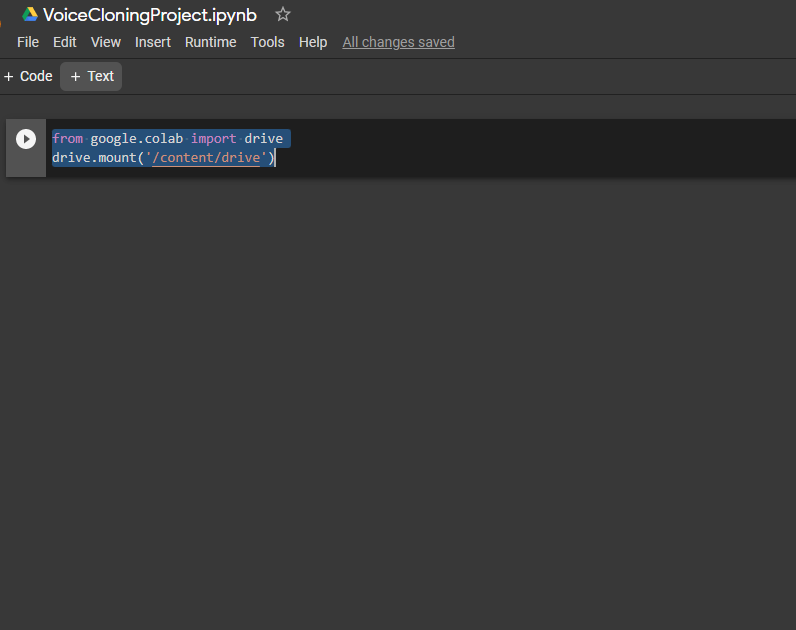 VoiceCloningProject.ipynb
File Edit View Insert Runtime Tools Help All changes saved
+ Code + Text
from google.colab import drive
drive.mount('/content/drive')